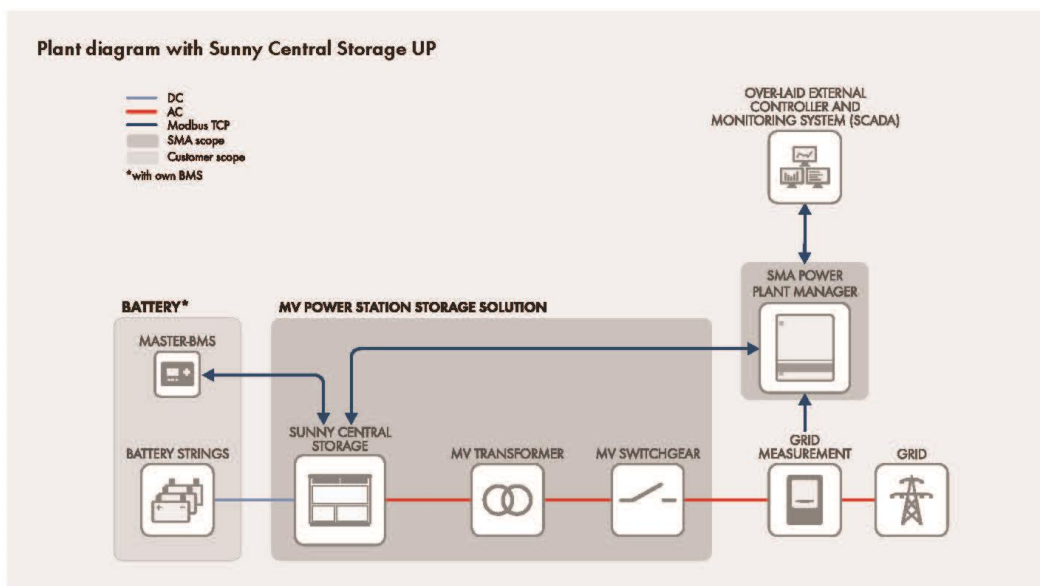 Plant diagram with Sunny Central Storage UP
DC
AC
Modbus TCP
SMA scope
Customer scope
*with own BMS
OVER-LAID EXTERNAL
CONTROLLER AND
MONITORING SYSTEM (SCADA)
SMA POWER
PLANT MANAGER
BATTERY*
MV POWER STATION STORAGE SOLUTION
MASTER-BMS
BATTERY STRINGS
SUNNY CENTRAL
STORAGE
MV TRANSFORMER
MV SWITCHGEAR
GRID
MEASUREMENT
GRID